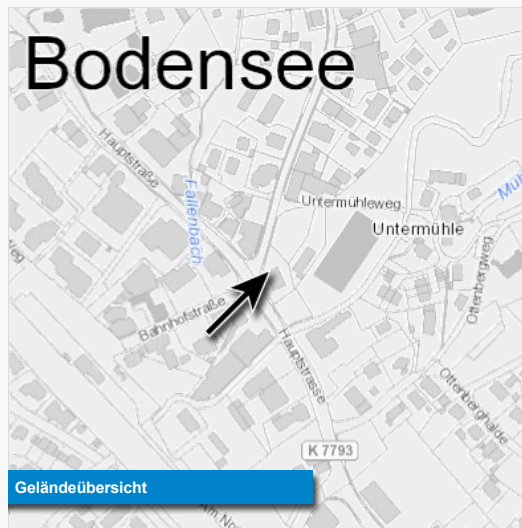 Bodensee
Hauptstraße
Fallenbach
Untermühleweg
Untermühle
Ottenbergweg
Bahnhofstraße
Hauptstrasse
Ottenberghalde
K 7793
Geländeübersicht